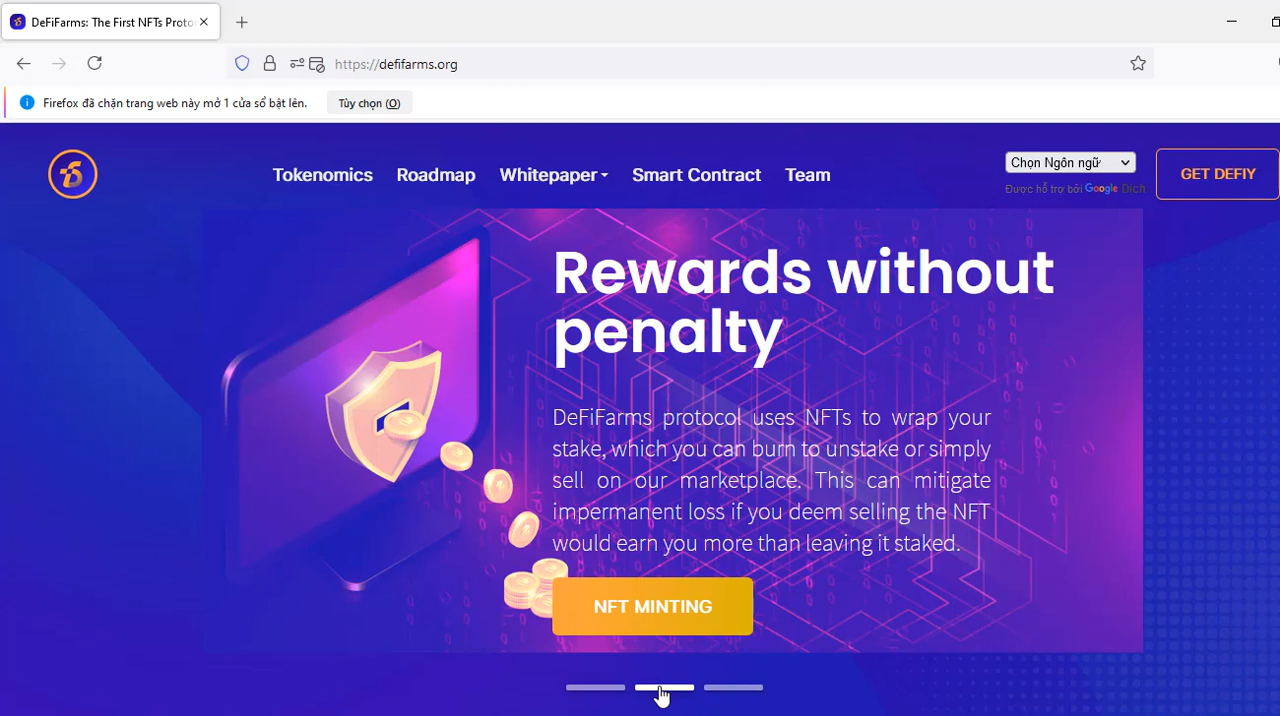 DeFiFarms: The First NFTs Proto
https://defifarms.org
Firefox đã chặn trang web này mở 1 cửa sổ bật lên.
Tùy chọn (O)
Tokenomics
Roadmap
Whitepaper
Smart Contract
Team
Chọn Ngôn ngữ
Được hỗ trợ bởi Google Dịch
GET DEFIY
Rewards without
penalty
DeFiFarms protocol uses NFTs to wrap your
stake, which you can burn to unstake or simply
sell on our marketplace. This can mitigate
impermanent loss if you deem selling the NFT
would earn you more than leaving it staked.
NFT MINTING